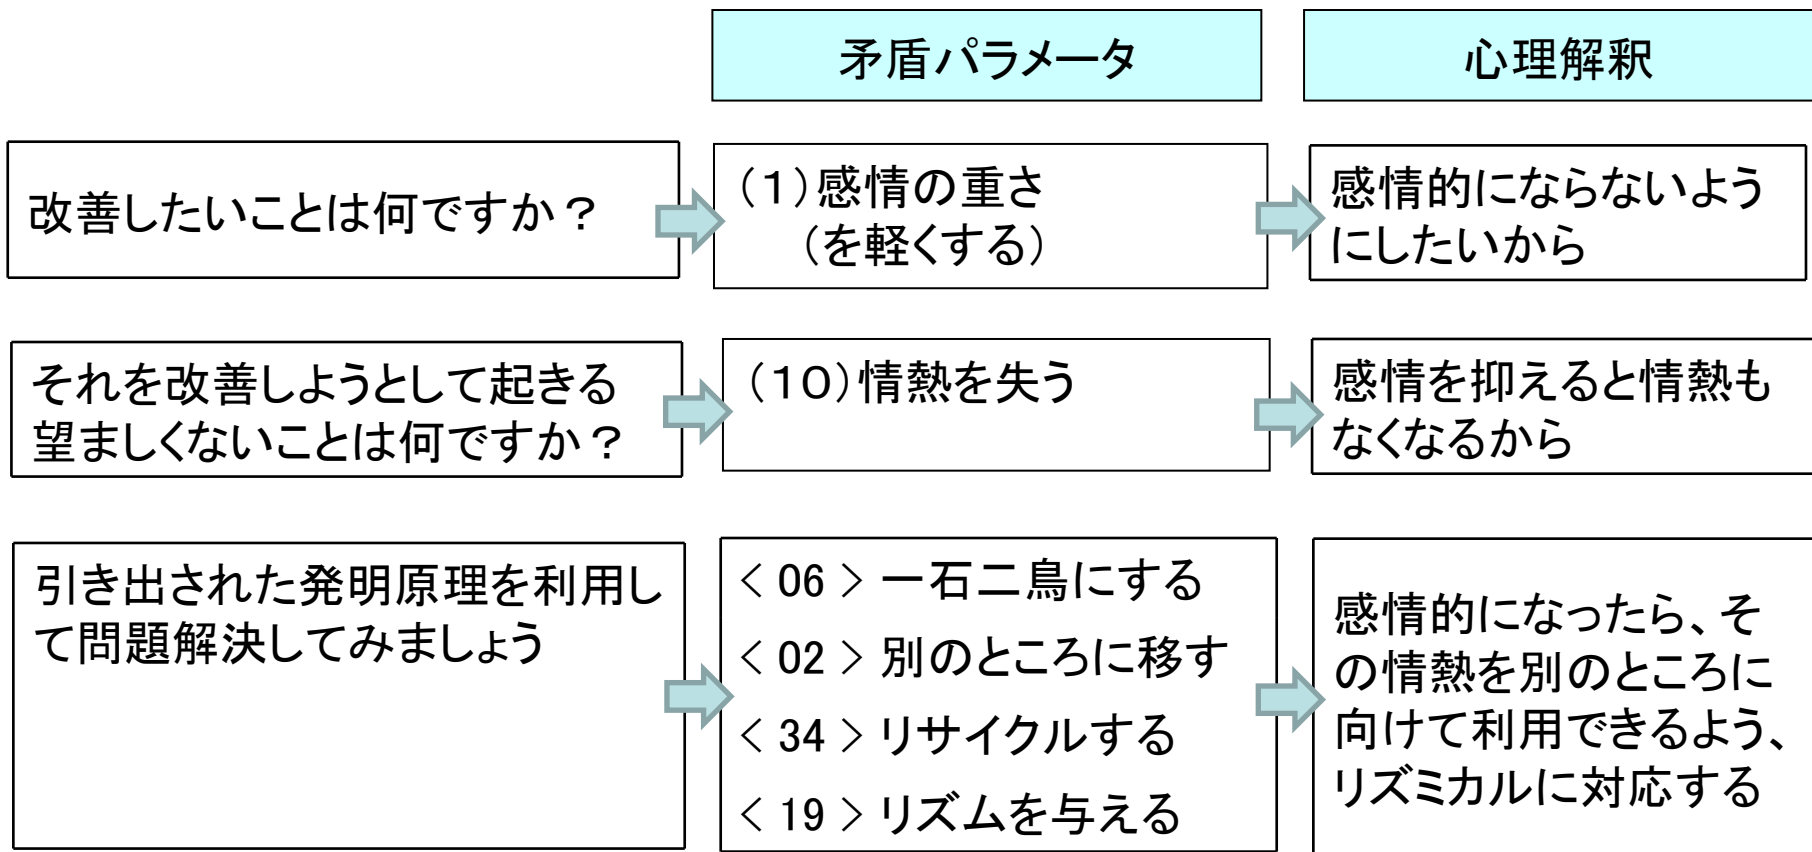 矛盾パラメータ
心理解釈
改善したいことは何ですか？
(1)感情の重さ
(を軽くする)
感情的にならないよう
にしたいから
それを改善しようとして起きる
望ましくないことは何ですか？
(10)情熱を失う
感情を抑えると情熱も
なくなるから
引き出された発明原理を利用し
て問題解決してみましょう
< 06 > 一石二鳥にする
< 02 > 別のところに移す
< 34 > リサイクルする
< 19 > リズムを与える
感情的になったら、そ
の情熱を別のところに
向けて利用できるよう、
リズミカルに対応する